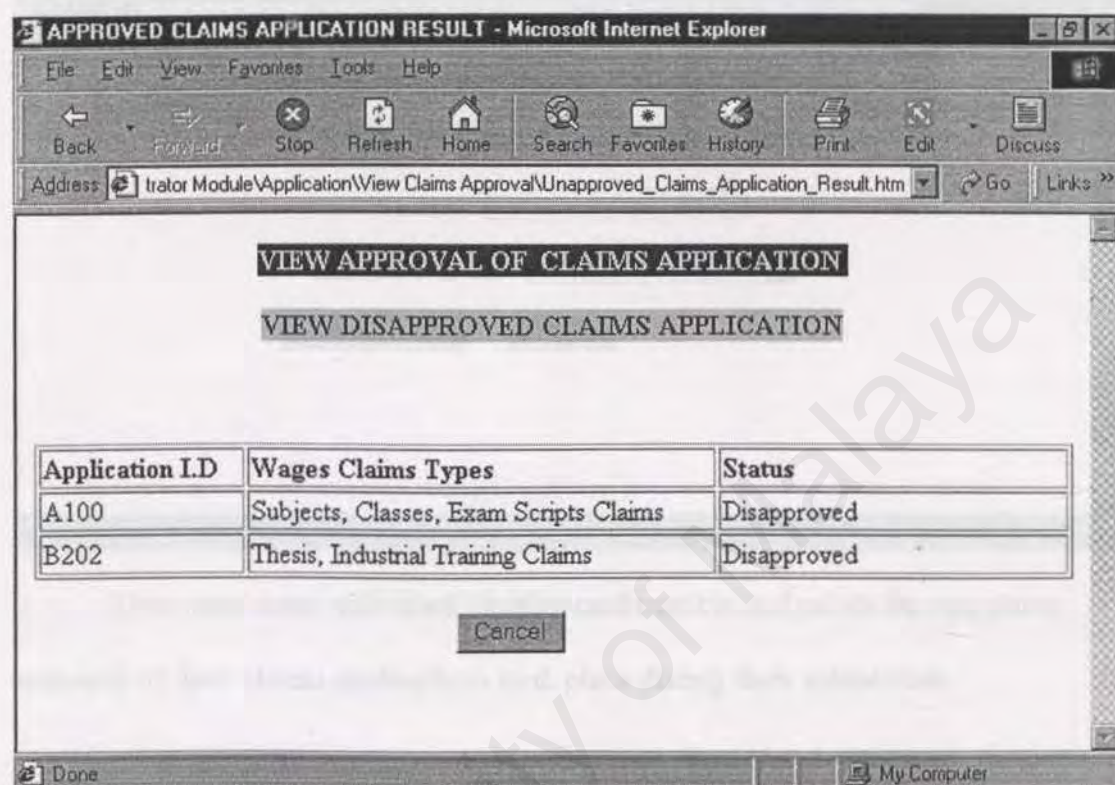 APPROVED CLAIMS APPLICATION RESULT - Microsoft Internet Explorer
File Edit View Favorites Tools Help
Back Forward Stop Refresh Home Search Favorites History Print Edit Discuss
Address trator Module\Application\View Claims Approval\Unapproved_Claims_Application_Result.htm Go Links »
VIEW APPROVAL OF CLAIMS APPLICATION
VIEW DISAPPROVED CLAIMS APPLICATION
Application I.D Wages Claims Types Status
A100 Subjects, Classes, Exam Scripts Claims Disapproved
B202 Thesis, Industrial Training Claims Disapproved
Cancel
Done My Computer
ty of Malaya